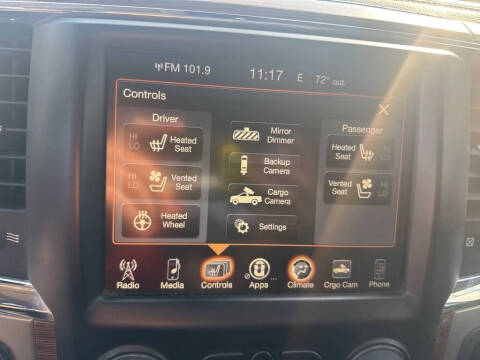 FM 101.9 11:17 E 72° out.
Controls
Driver
Passenger
HI
LO
Heated
Seat
HI
LO
Vented
Seat
Heated
Wheel
Mirror
Dimmer
Backup
Camera
Cargo
Camera
Settings
Heated
Seat
HI
LO
Vented
Seat
HI
LO
Radio Media Controls Apps ... Climate Crgo Cam Phone